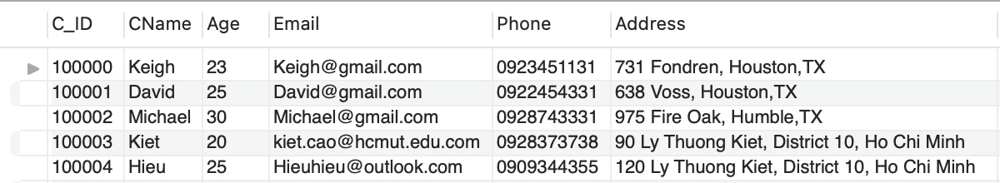 C_ID CName Age Email Phone Address
100000 Keigh 23 Keigh@gmail.com 0923451131 731 Fondren, Houston,TX
100001 David 25 David@gmail.com 0922454331 638 Voss, Houston,TX
100002 Michael 30 Michael@gmail.com 0928743331 975 Fire Oak, Humble,TX
100003 Kiet 20 kiet.cao@hcmut.edu.com 0928373738 90 Ly Thuong Kiet, District 10, Ho Chi Minh
100004 Hieu 25 Hieuhieu@outlook.com 0909344355 120 Ly Thuong Kiet, District 10, Ho Chi Minh